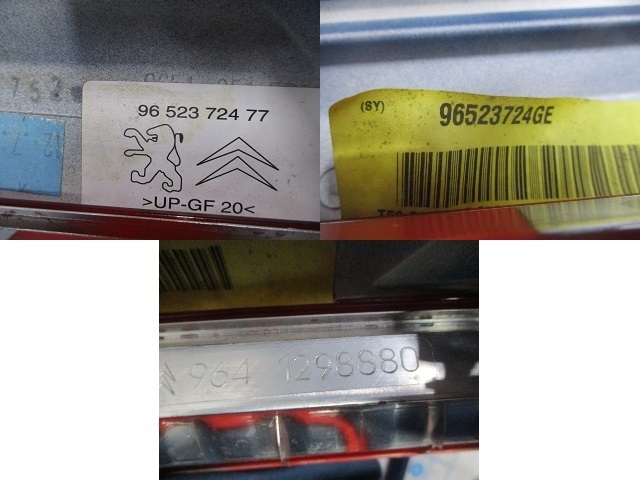 96 523 724 77
>UP-GF 20<
(SY)
96523724GE
964 1298880